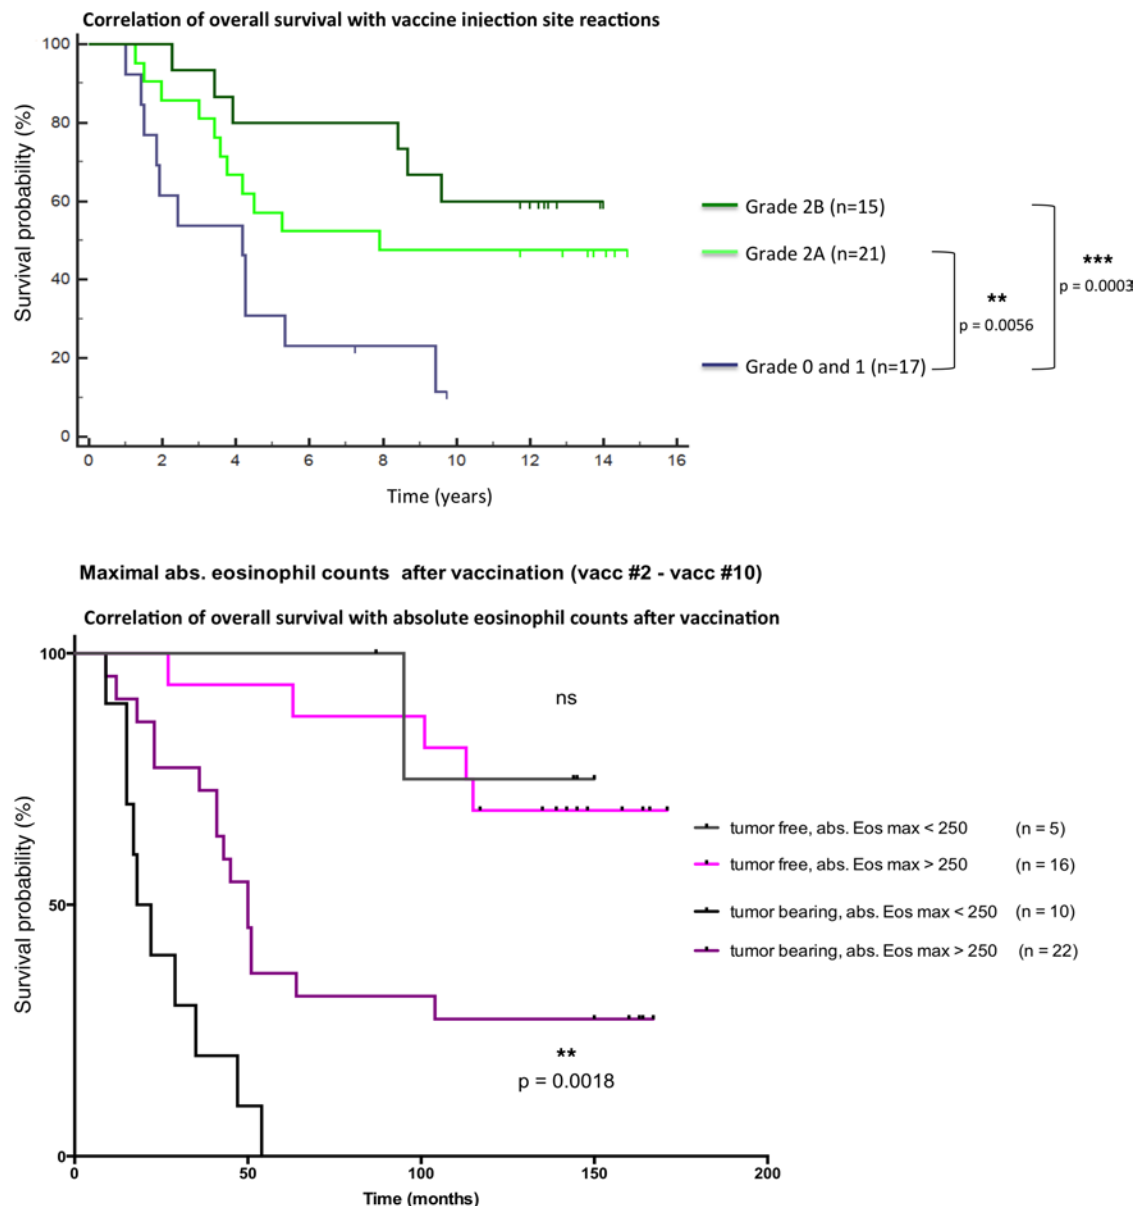 Correlation of overall survival with vaccine injection site reactions
100
80
60
40
20
0
Survival probability (%)
0 2 4 6 8 10 12 14 16
Time (years)
Grade 2B (n=15)
Grade 2A (n=21)
Grade 0 and 1 (n=17)
**
p = 0.0056
***
p = 0.0003
Maximal abs. eosinophil counts after vaccination (vacc #2 - vacc #10)
Correlation of overall survival with absolute eosinophil counts after vaccination
100
50
0
Survival probability (%)
0 50 100 150 200
Time (months)
ns
tumor free, abs. Eos max < 250 (n = 5)
tumor free, abs. Eos max > 250 (n = 16)
tumor bearing, abs. Eos max < 250 (n = 10)
tumor bearing, abs. Eos max > 250 (n = 22)
**
p = 0.0018